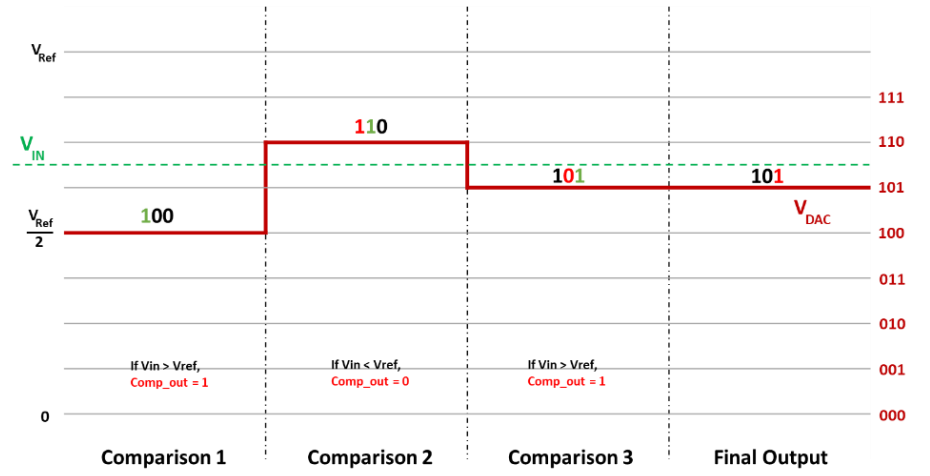 VRef
111
110
110
VIN
101
101
101
100
VRef
2
VDAC
100
011
010
If Vin > Vref,
Comp_out = 1
If Vin < Vref,
Comp_out = 0
If Vin > Vref,
Comp_out = 1
001
0
000
Comparison 1
Comparison 2
Comparison 3
Final Output